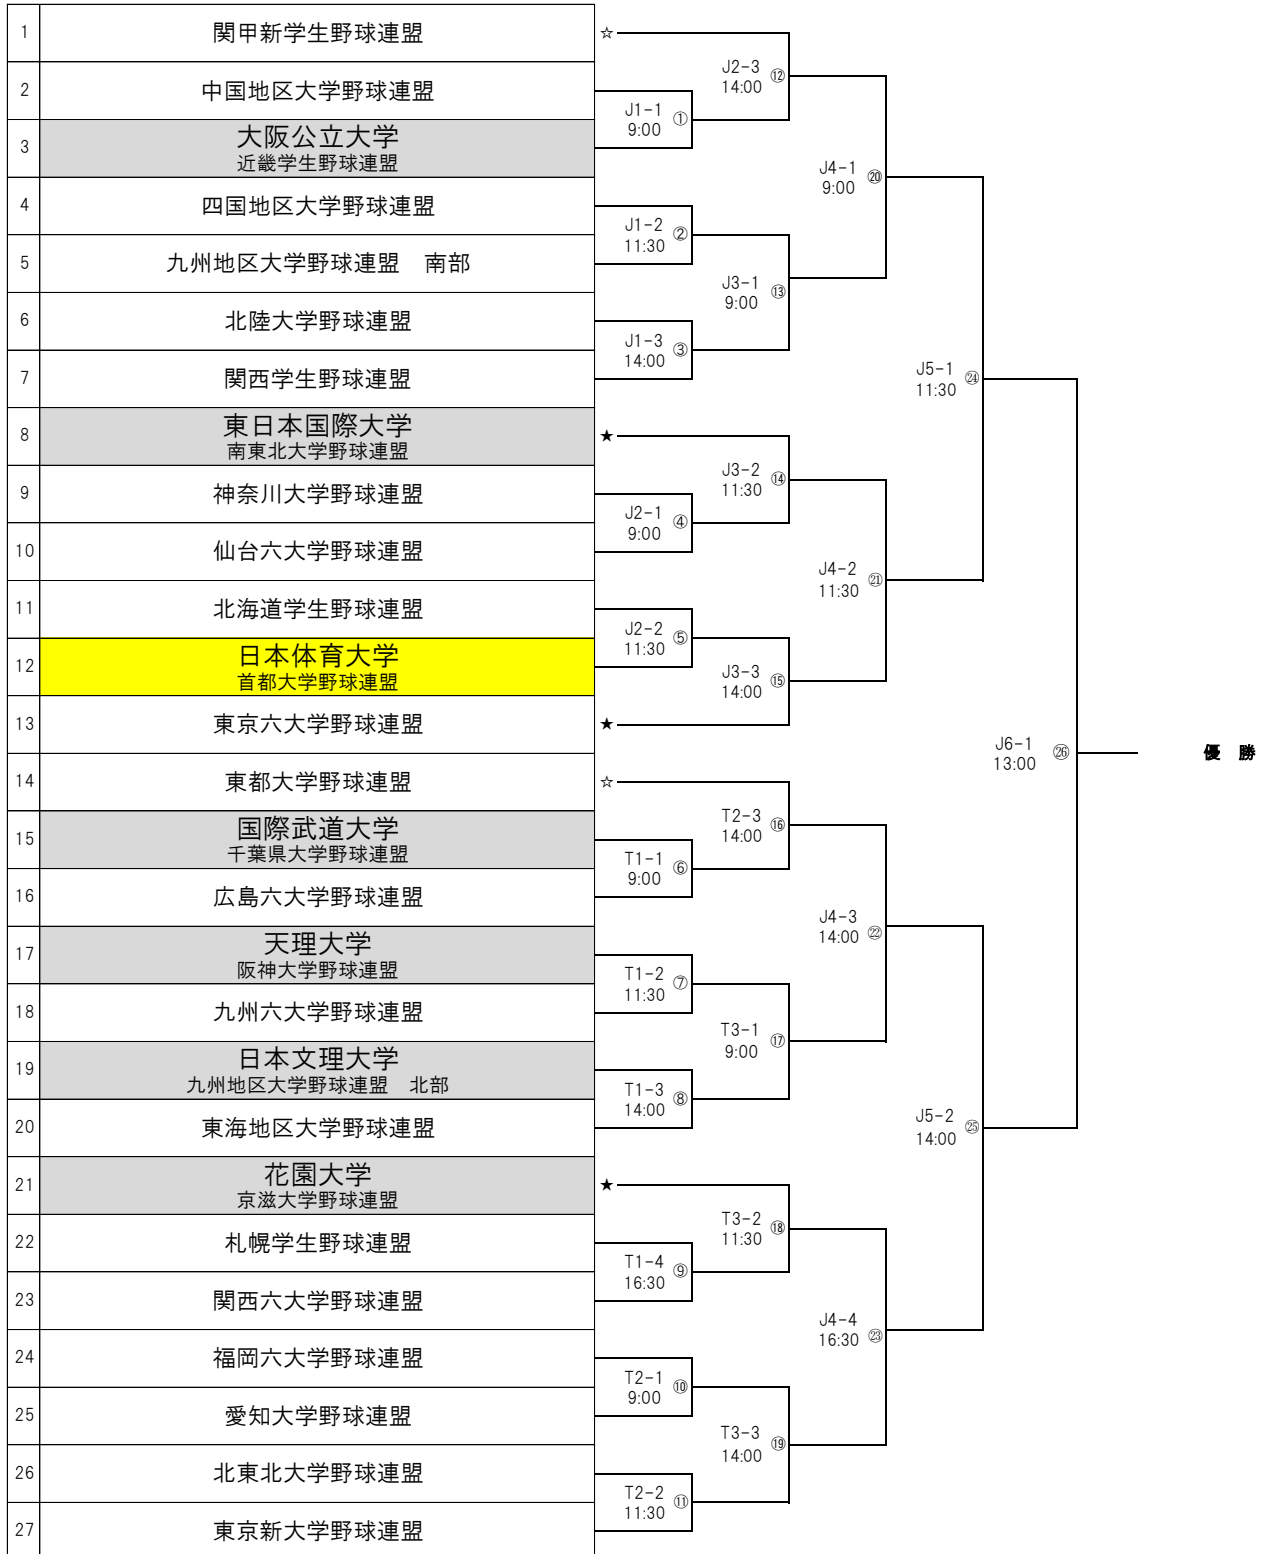 1 関甲新学生野球連盟 ☆
J2-3 ⑫
14:00
2 中国地区大学野球連盟
J1-1 ①
9:00
3 大阪公立大学
近畿学生野球連盟
J4-1 ⑳
9:00
4 四国地区大学野球連盟
J1-2 ②
11:30
5 九州地区大学野球連盟　南部
J3-1 ⑬
9:00
6 北陸大学野球連盟
J1-3 ③
14:00
7 関西学生野球連盟
J5-1 ㉔
11:30
8 東日本国際大学
南東北大学野球連盟
★
J3-2 ⑭
11:30
9 神奈川大学野球連盟
J2-1 ④
9:00
10 仙台六大学野球連盟
J4-2 ㉑
11:30
11 北海道学生野球連盟
J2-2 ⑤
11:30
12 日本体育大学
首都大学野球連盟
J3-3 ⑮
14:00
13 東京六大学野球連盟 ★
J6-1 ㉖
13:00
優 勝
14 東都大学野球連盟 ☆
T2-3 ⑯
14:00
15 国際武道大学
千葉県大学野球連盟
T1-1 ⑥
9:00
16 広島六大学野球連盟
J4-3 ㉒
14:00
17 天理大学
阪神大学野球連盟
T1-2 ⑦
11:30
18 九州六大学野球連盟
T3-1 ⑰
9:00
19 日本文理大学
九州地区大学野球連盟　北部
T1-3 ⑧
14:00
20 東海地区大学野球連盟
J5-2 ㉕
14:00
21 花園大学
京滋大学野球連盟
★
T3-2 ⑱
11:30
22 札幌学生野球連盟
T1-4 ⑨
16:30
23 関西六大学野球連盟
J4-4 ㉓
16:30
24 福岡六大学野球連盟
T2-1 ⑩
9:00
25 愛知大学野球連盟
T3-3 ⑲
14:00
26 北東北大学野球連盟
T2-2 ⑪
11:30
27 東京新大学野球連盟